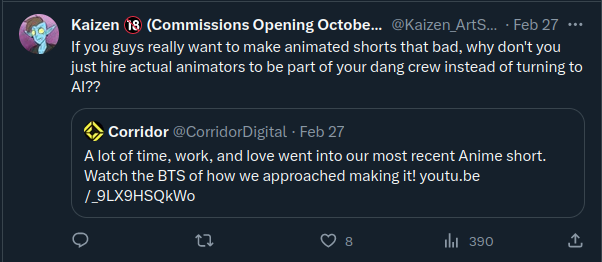 Kaizen 🔞 (Commissions Opening Octobe... @Kaizen_ArtS... · Feb 27 ...
If you guys really want to make animated shorts that bad, why don't you
just hire actual animators to be part of your dang crew instead of turning to
AI??
Corridor @CorridorDigital · Feb 27
A lot of time, work, and love went into our most recent Anime short.
Watch the BTS of how we approached making it! youtu.be
/_9LX9HSQkWo
8 390